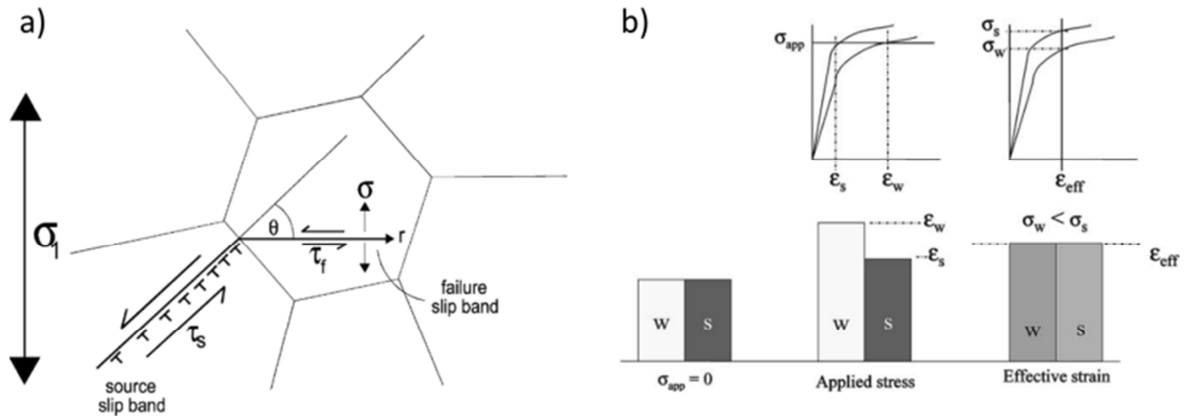 a)
σ₁
θ
σ
r
τf
failure
slip band
τs
source
slip band
b)
σapp
εs
εw
σs
σw
εeff
εw
εs
σw < σs
εeff
W
S
W
S
W
S
σapp = 0
Applied stress
Effective strain